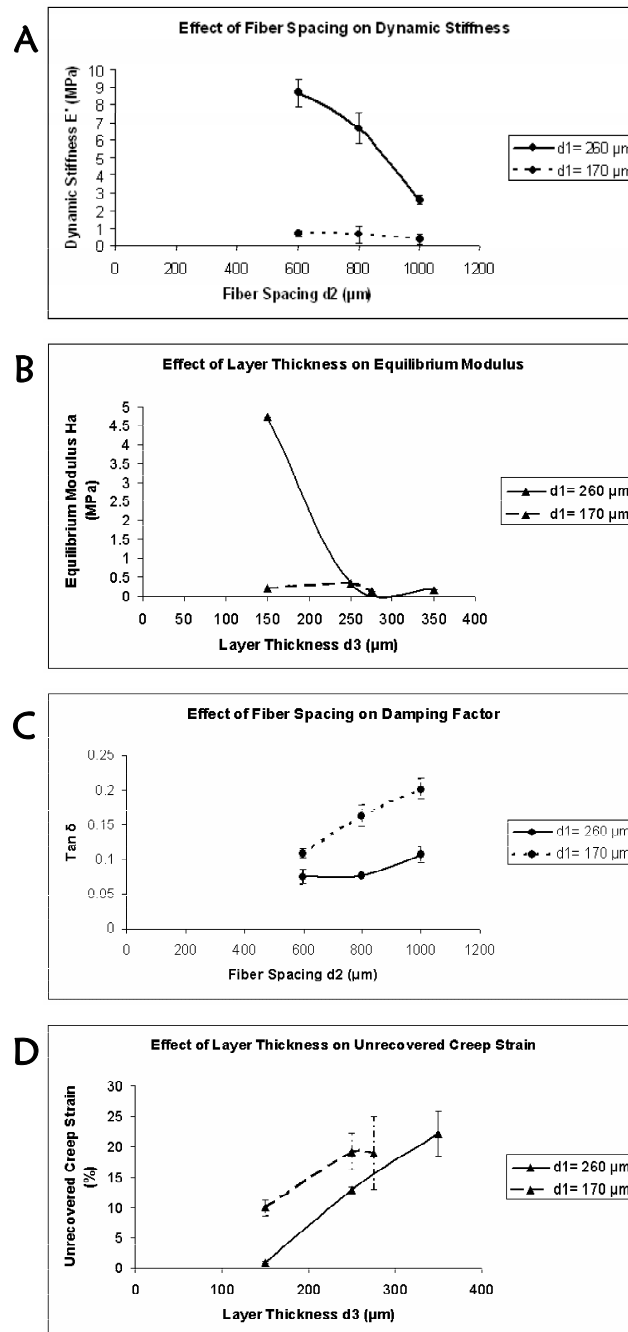 A
Effect of Fiber Spacing on Dynamic Stiffness
Dynamic Stiffness E' (MPa)
10
9
8
7
6
5
4
3
2
1
0
0 200 400 600 800 1000 1200
Fiber Spacing d2 (µm)
d1= 260 µm
d1= 170 µm
B
Effect of Layer Thickness on Equilibrium Modulus
Equilibrium Modulus Ha
(MPa)
5
4.5
4
3.5
3
2.5
2
1.5
1
0.5
0
0 50 100 150 200 250 300 350 400
Layer Thickness d3 (µm)
d1= 260 µm
d1= 170 µm
C
Effect of Fiber Spacing on Damping Factor
Tan δ
0.25
0.2
0.15
0.1
0.05
0
0 200 400 600 800 1000 1200
Fiber Spacing d2 (µm)
d1= 260 µm
d1= 170 µm
D
Effect of Layer Thickness on Unrecovered Creep Strain
Unrecovered Creep Strain
(%)
30
25
20
15
10
5
0
0 100 200 300 400
Layer Thickness d3 (µm)
d1= 260 µm
d1= 170 µm